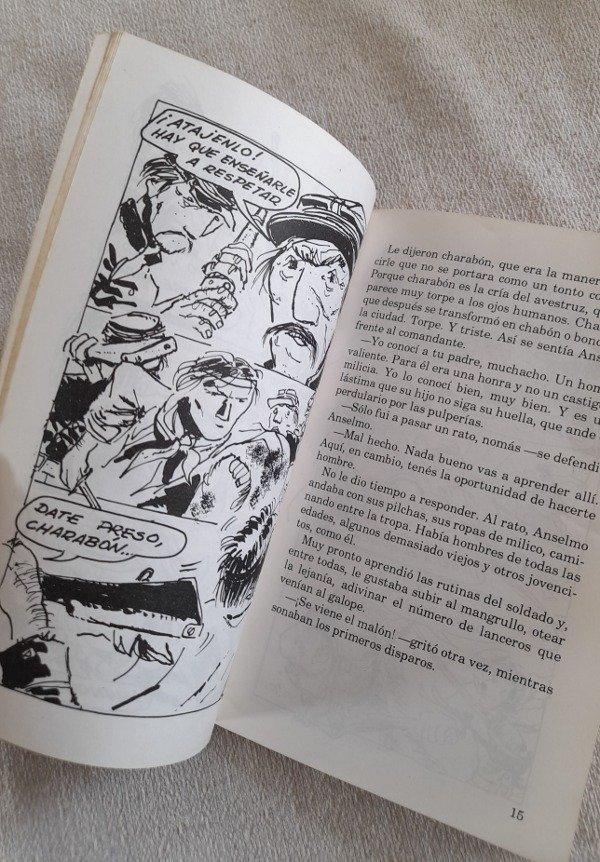 ¡¡ATAJENLO!
HAY QUE ENSEÑARLE
A RESPETAR
DATE PRESO,
CHARABÓN...
Le dijeron charabón, que era la maner
cirle que no se portara como un tonto co
Porque charabón es la cría del avestruz, q
parece muy torpe a los ojos humanos. Cha
que después se transformó en chabón o bon
la ciudad. Torpe. Y triste. Así se sentía Ans
frente al comandante.
—Yo conocí a tu padre, muchacho. Un hom
valiente. Para él era una honra y no un castig
milicia. Yo lo conocí bien, muy bien. Y es u
lástima que su hijo no siga su huella, que ande
perdulario por las pulperías.
—Sólo fui a pasar un rato, nomás —se defendi
Anselmo.
—Mal hecho. Nada bueno vas a aprender allí.
Aquí, en cambio, tenés la oportunidad de hacerte
hombre.
No le dio tiempo a responder. Al rato, Anselmo
andaba con sus pilchas, sus ropas de milico, cami-
nando entre la tropa. Había hombres de todas las
edades, algunos demasiado viejos y otros jovenci-
tos, como él.
Muy pronto aprendió las rutinas del soldado y,
entre todas, le gustaba subir al mangrullo, otear
la lejanía, adivinar el número de lanceros que
venían al galope.
—¡Se viene el malón! —gritó otra vez, mientras
sonaban los primeros disparos.
15